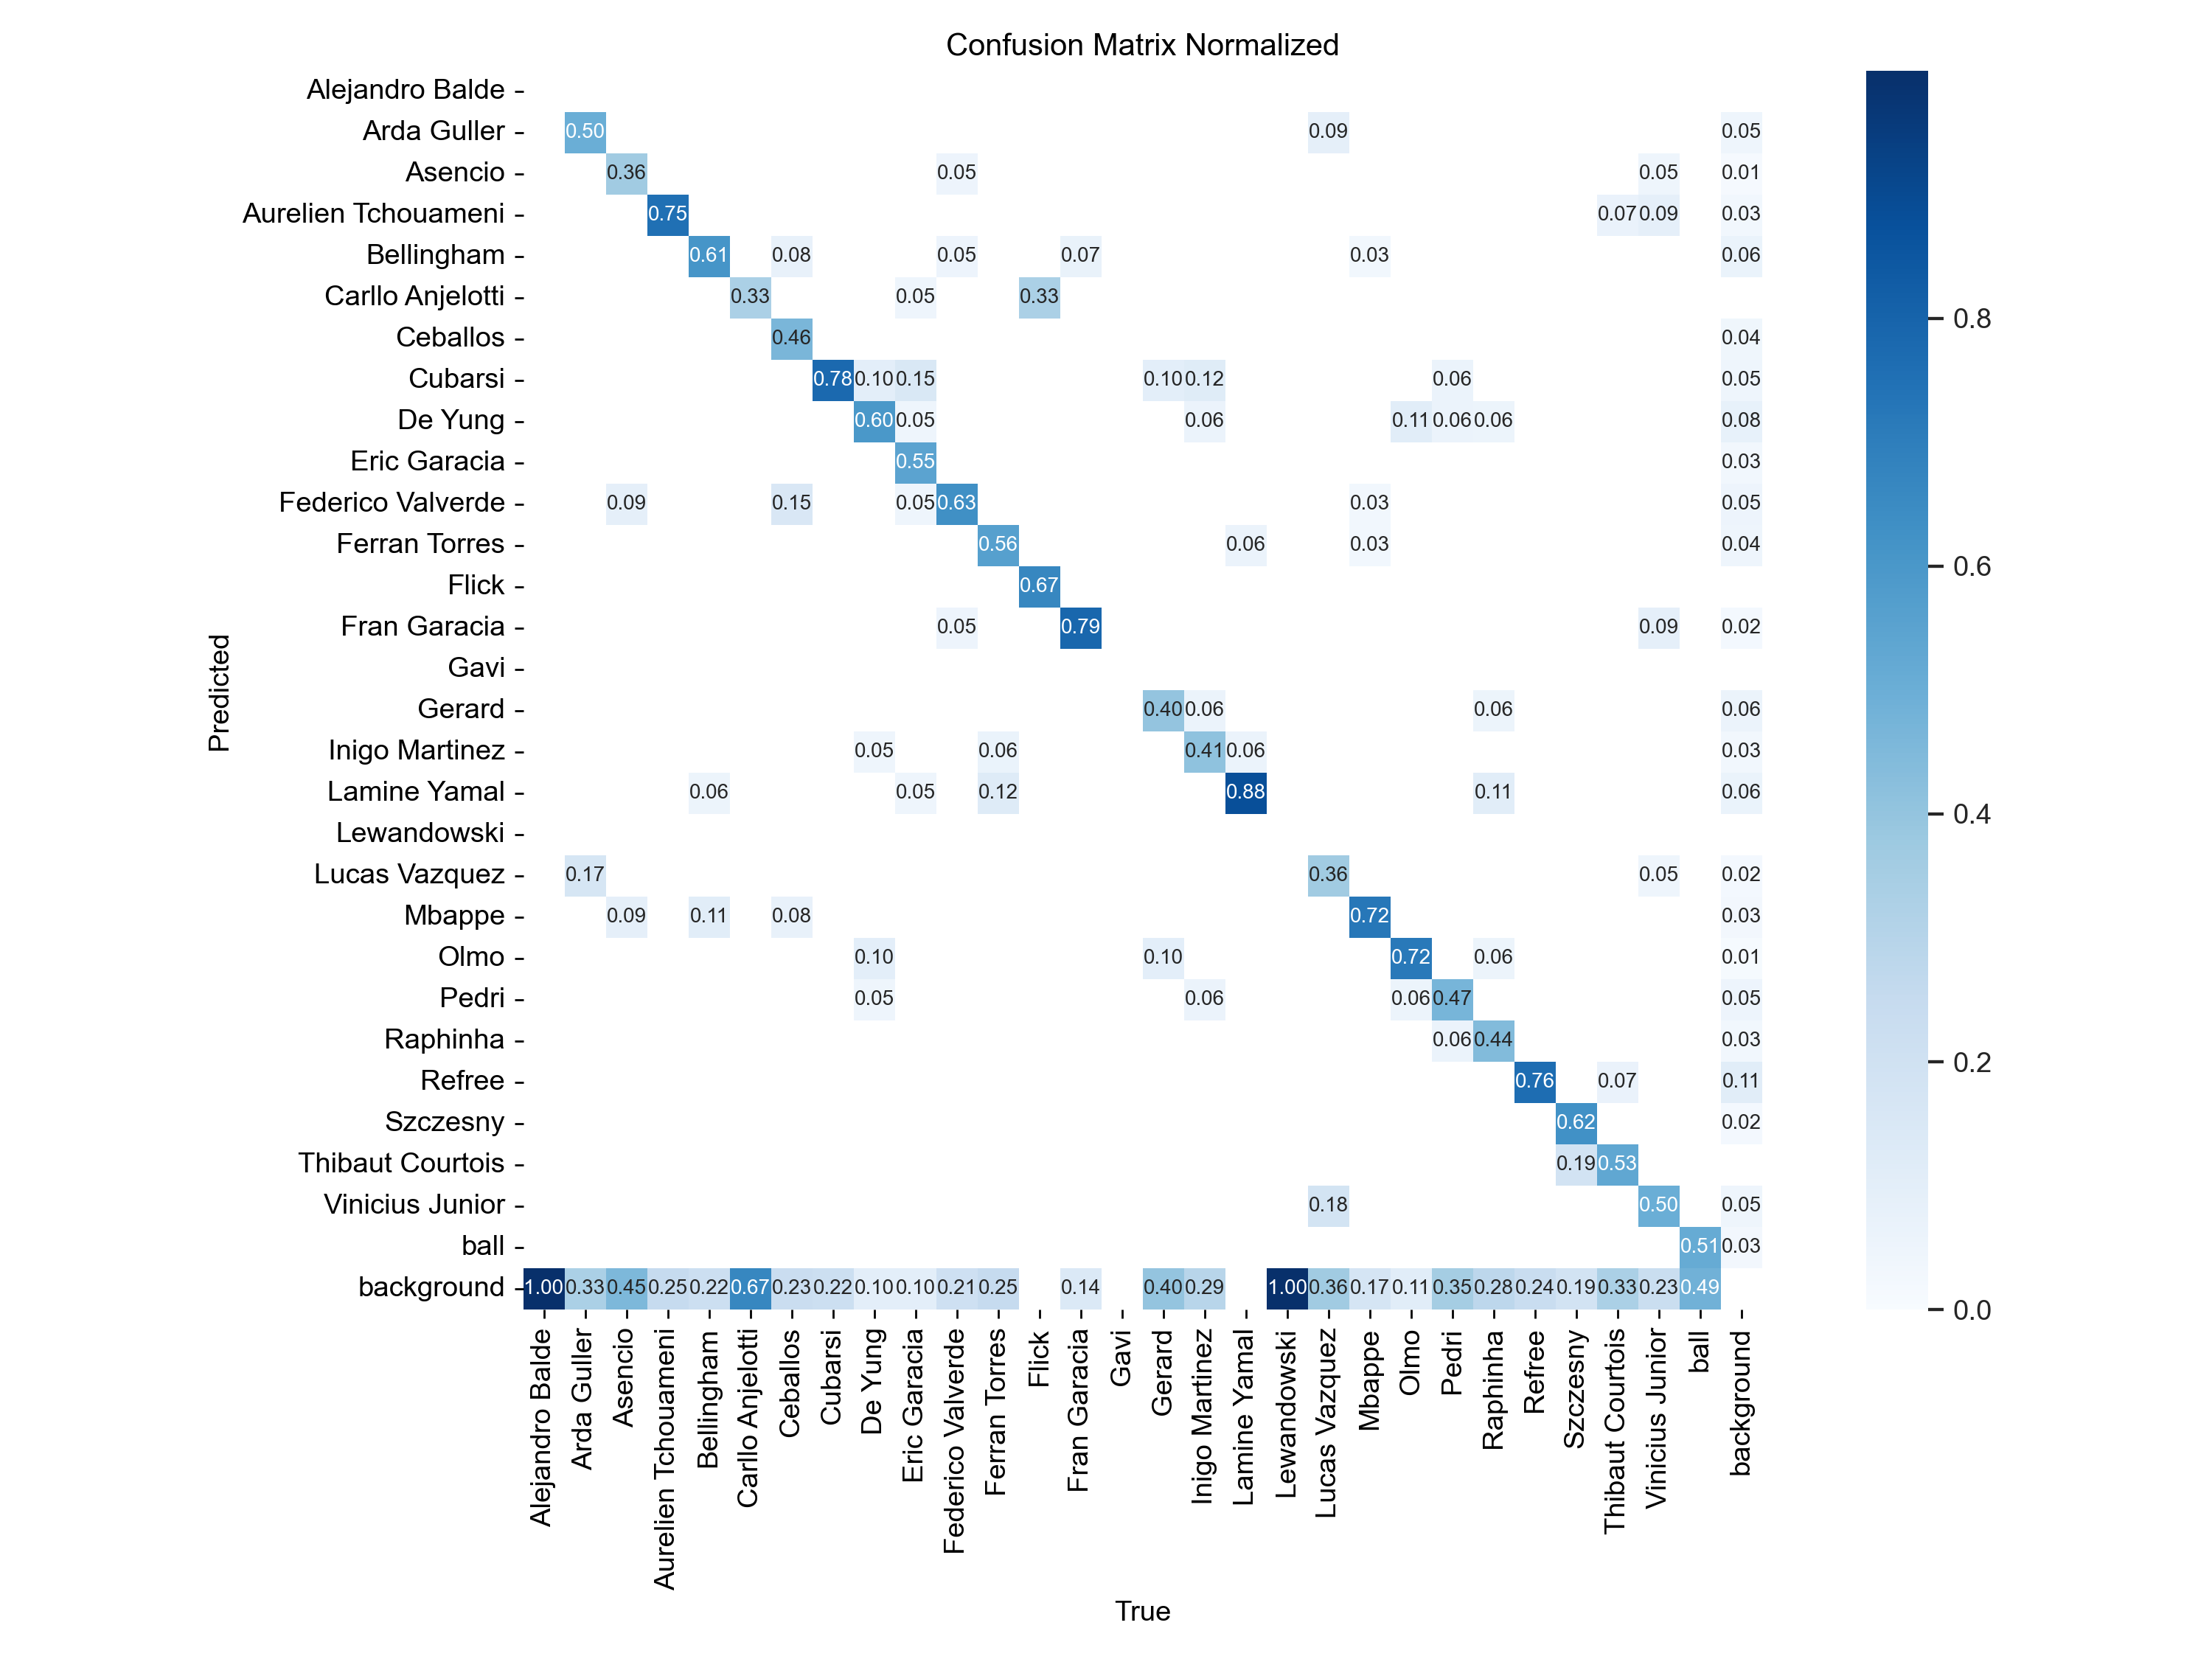 Confusion Matrix Normalized
Alejandro Balde
Arda Guller 0.50 0.09 0.05
Asencio 0.36 0.05 0.05 0.01
Aurelien Tchouameni 0.75 0.07 0.09 0.03
Bellingham 0.61 0.08 0.05 0.07 0.03 0.06
Carllo Anjelotti 0.33 0.05 0.33
Ceballos 0.46 0.04
Cubarsi 0.78 0.10 0.15 0.10 0.12 0.06 0.05
De Yung 0.60 0.05 0.06 0.11 0.06 0.06 0.08
Eric Garacia 0.55 0.03
Federico Valverde 0.09 0.15 0.05 0.63 0.03 0.05
Ferran Torres 0.56 0.06 0.03 0.04
Flick 0.67
Fran Garacia 0.05 0.79 0.09 0.02
Gavi
Gerard 0.40 0.06 0.06 0.06
Inigo Martinez 0.05 0.06 0.41 0.06 0.03
Lamine Yamal 0.06 0.05 0.12 0.88 0.11 0.06
Lewandowski
Lucas Vazquez 0.17 0.36 0.05 0.02
Mbappe 0.09 0.11 0.08 0.72 0.03
Olmo 0.10 0.10 0.72 0.06 0.01
Pedri 0.05 0.06 0.06 0.47 0.05
Raphinha 0.06 0.44 0.03
Refree 0.76 0.07 0.11
Szczesny 0.62 0.02
Thibaut Courtois 0.19 0.53
Vinicius Junior 0.18 0.50 0.05
ball 0.51 0.03
background 1.00 0.33 0.45 0.25 0.22 0.67 0.23 0.22 0.10 0.10 0.21 0.25 0.14 0.40 0.29 1.00 0.36 0.17 0.11 0.35 0.28 0.24 0.19 0.33 0.23 0.49
Predicted
Alejandro Balde
Arda Guller
Asencio
Aurelien Tchouameni
Bellingham
Carllo Anjelotti
Ceballos
Cubarsi
De Yung
Eric Garacia
Federico Valverde
Ferran Torres
Flick
Fran Garacia
Gavi
Gerard
Inigo Martinez
Lamine Yamal
Lewandowski
Lucas Vazquez
Mbappe
Olmo
Pedri
Raphinha
Refree
Szczesny
Thibaut Courtois
Vinicius Junior
ball
background
True
0.8
0.6
0.4
0.2
0.0